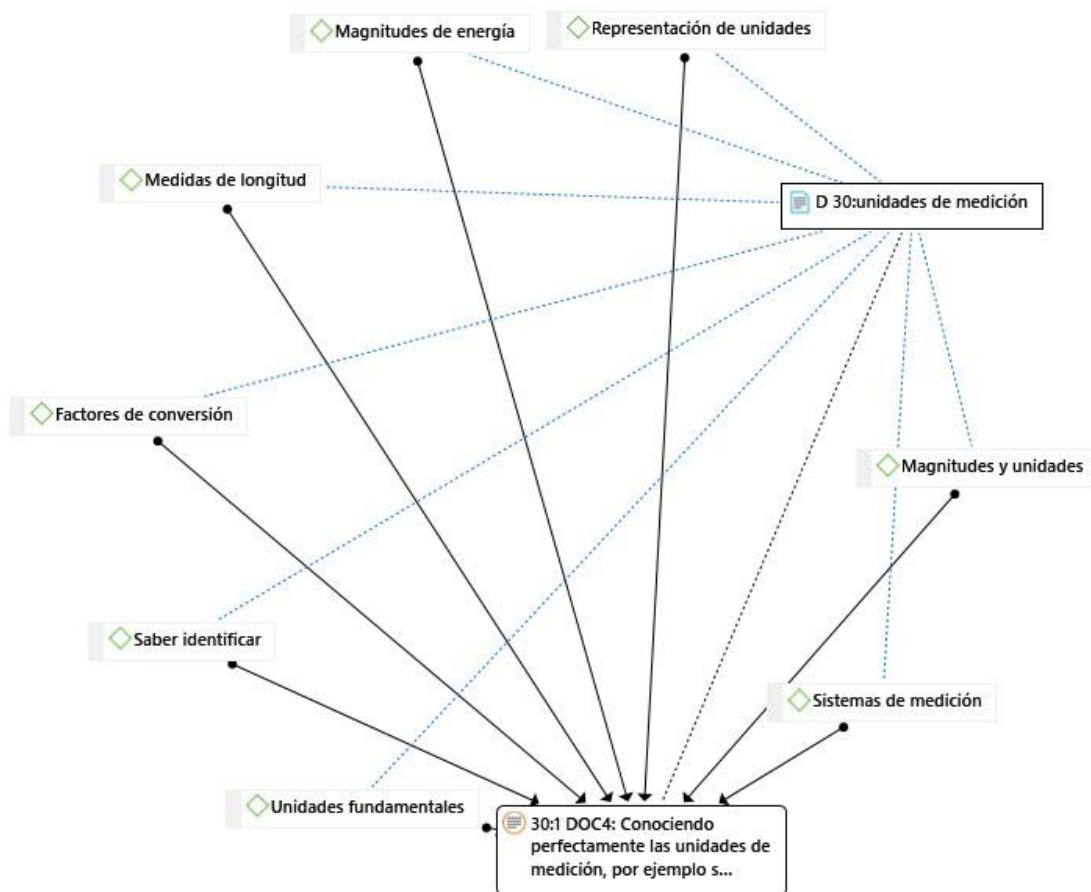 Magnitudes de energía
Representación de unidades
Medidas de longitud
D 30:unidades de medición
Factores de conversión
Magnitudes y unidades
Saber identificar
Sistemas de medición
Unidades fundamentales
30:1 DOC4: Conociendo
perfectamente las unidades de
medición, por ejemplo s...